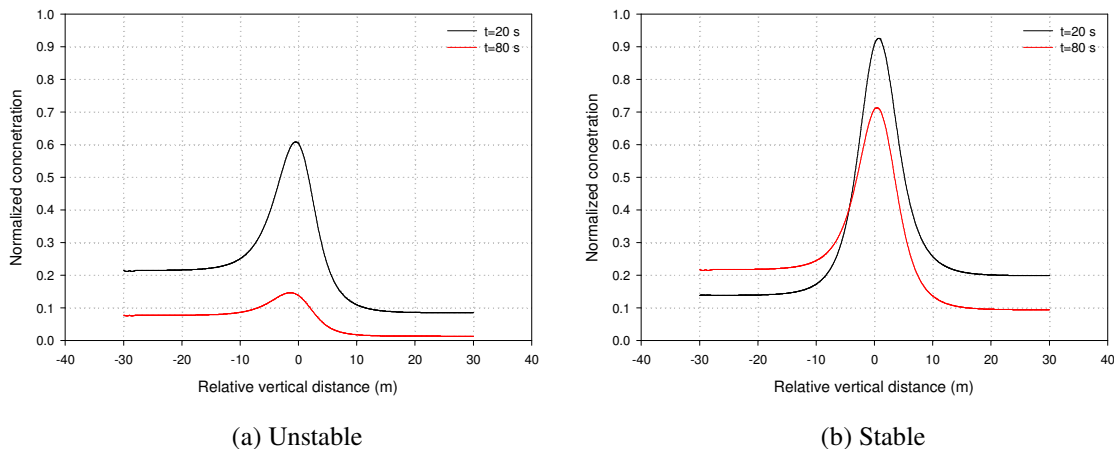 1.0
0.9
0.8
0.7
0.6
0.5
0.4
0.3
0.2
0.1
0.0
Normalized conconetration
-40 -30 -20 -10 0 10 20 30 40
Relative vertical distance (m)
t=20 s
t=80 s
(a) Unstable
1.0
0.9
0.8
0.7
0.6
0.5
0.4
0.3
0.2
0.1
0.0
Normalized concetration
-40 -30 -20 -10 0 10 20 30 40
Relative vertical distance (m)
t=20 s
t=80 s
(b) Stable